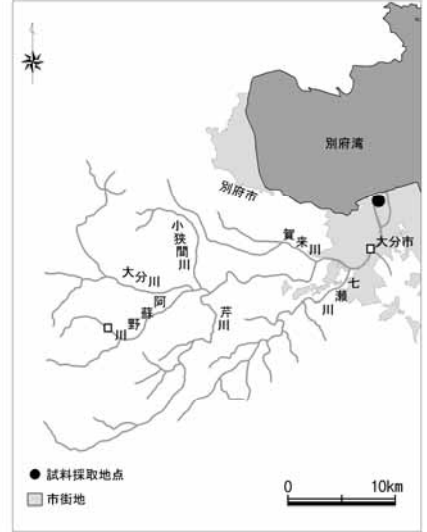 別府湾
別府市
賀来川
大分市
小狭間川
大分川
七瀬川
阿蘇野川
芹川
● 試料採取地点
市街地
0 10km